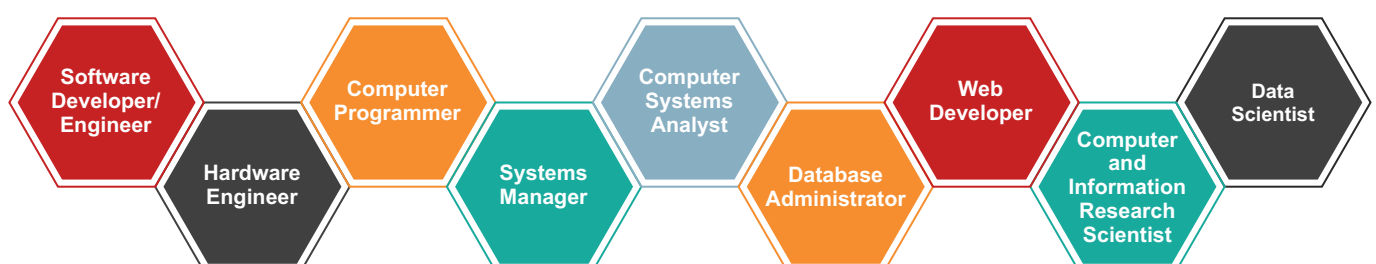 Software
Developer/
Engineer
Hardware
Engineer
Computer
Programmer
Systems
Manager
Computer
Systems
Analyst
Database
Administrator
Web
Developer
Computer
and
Information
Research
Scientist
Data
Scientist